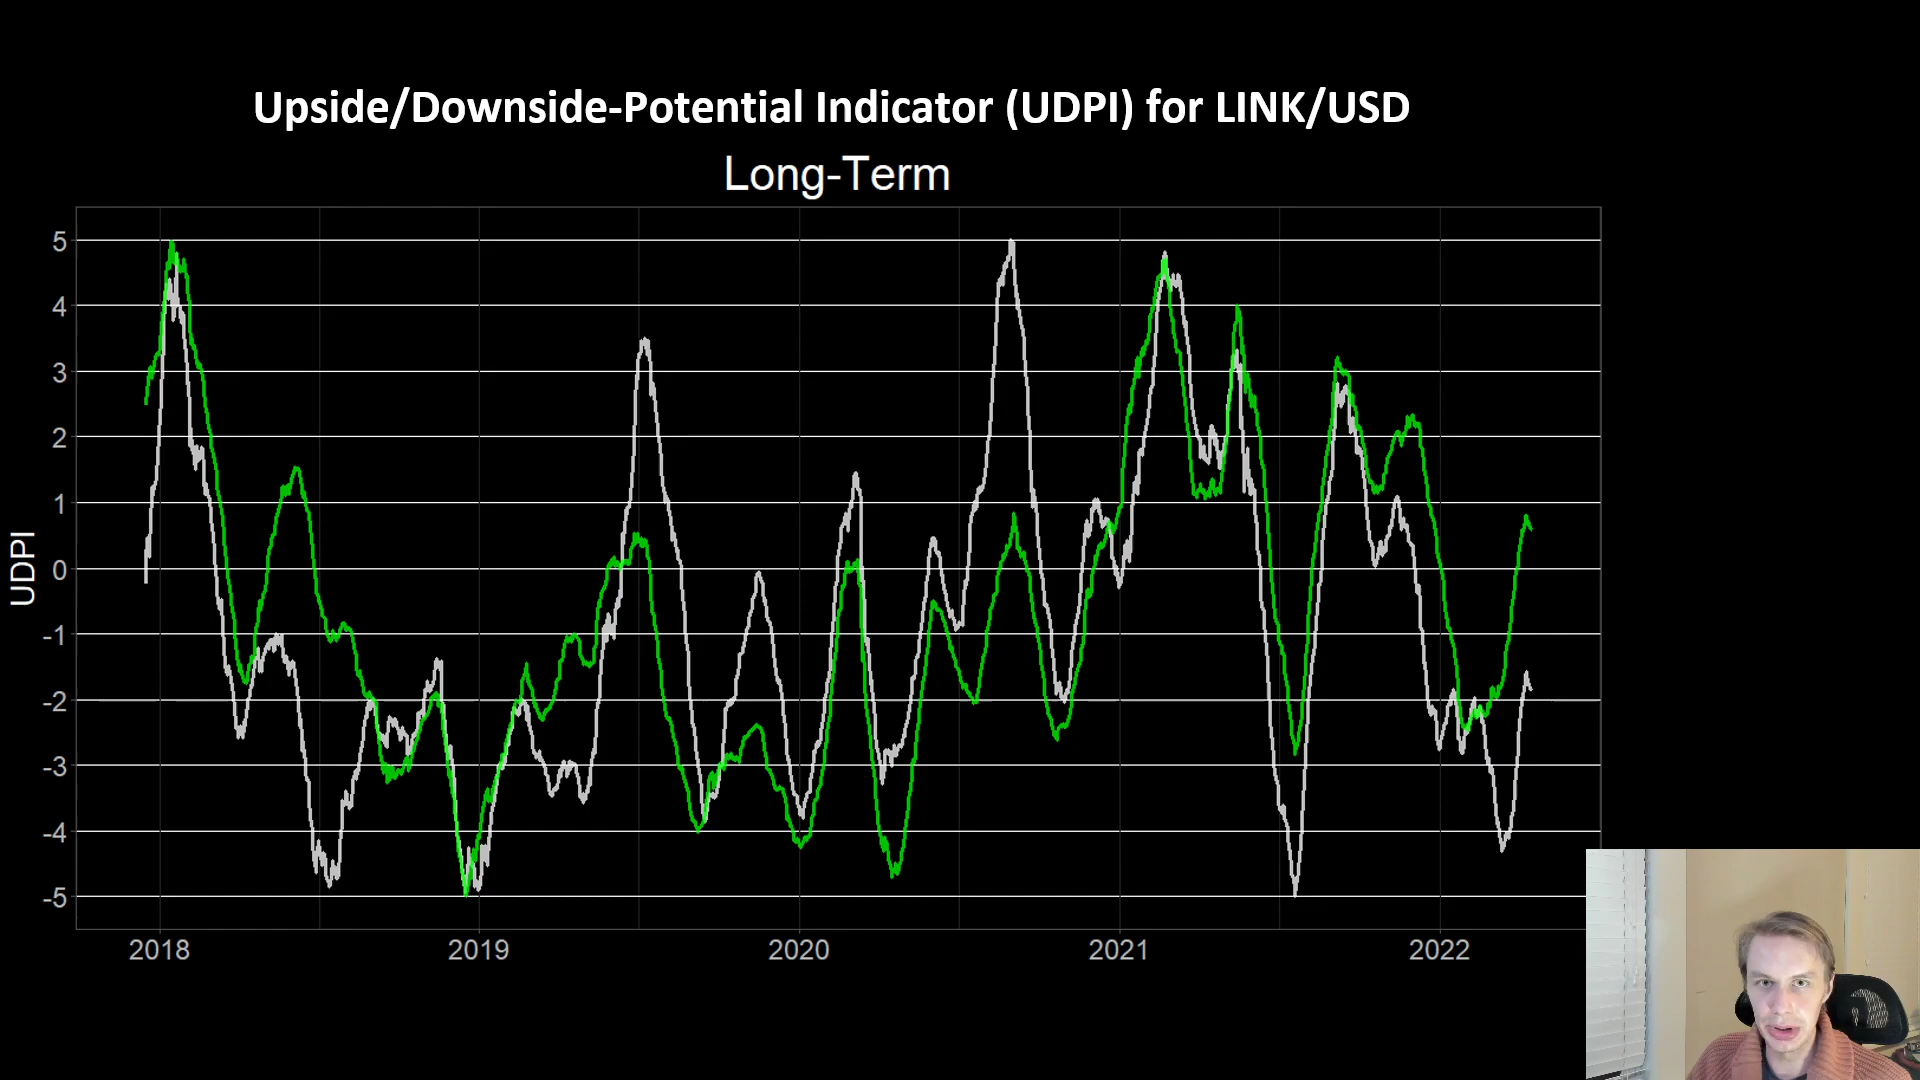 Upside/Downside-Potential Indicator (UDPI) for LINK/USD
Long-Term
UDPI
5
4
3
2
1
0
-1
-2
-3
-4
-5
2018 2019 2020 2021 2022